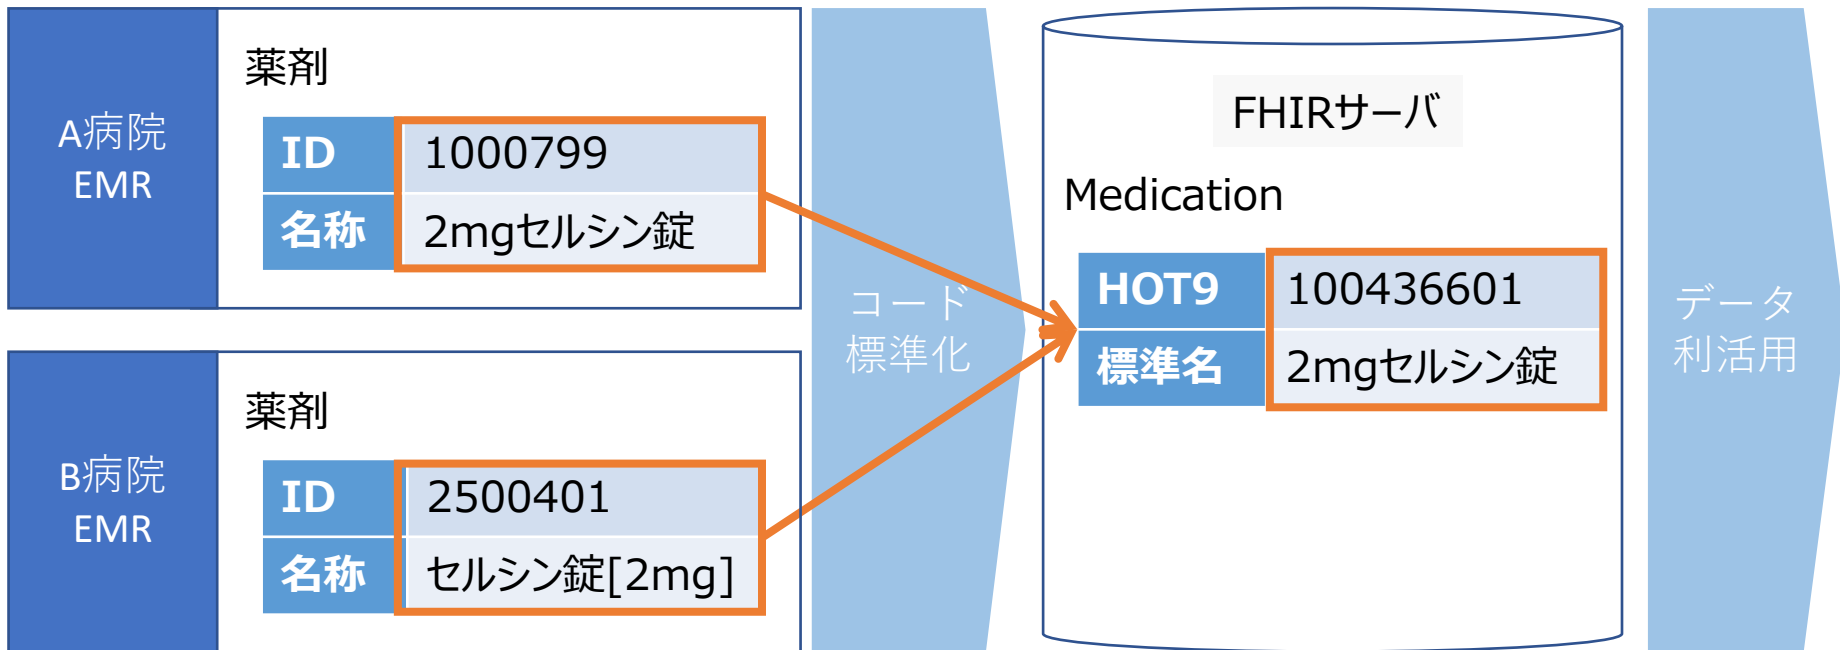 A病院
EMR
薬剤
ID 1000799
名称 2mgセルシン錠
B病院
EMR
薬剤
ID 2500401
名称 セルシン錠[2mg]
コード
標準化
FHIRサーバ
Medication
HOT9 100436601
標準名 2mgセルシン錠
データ
利活用